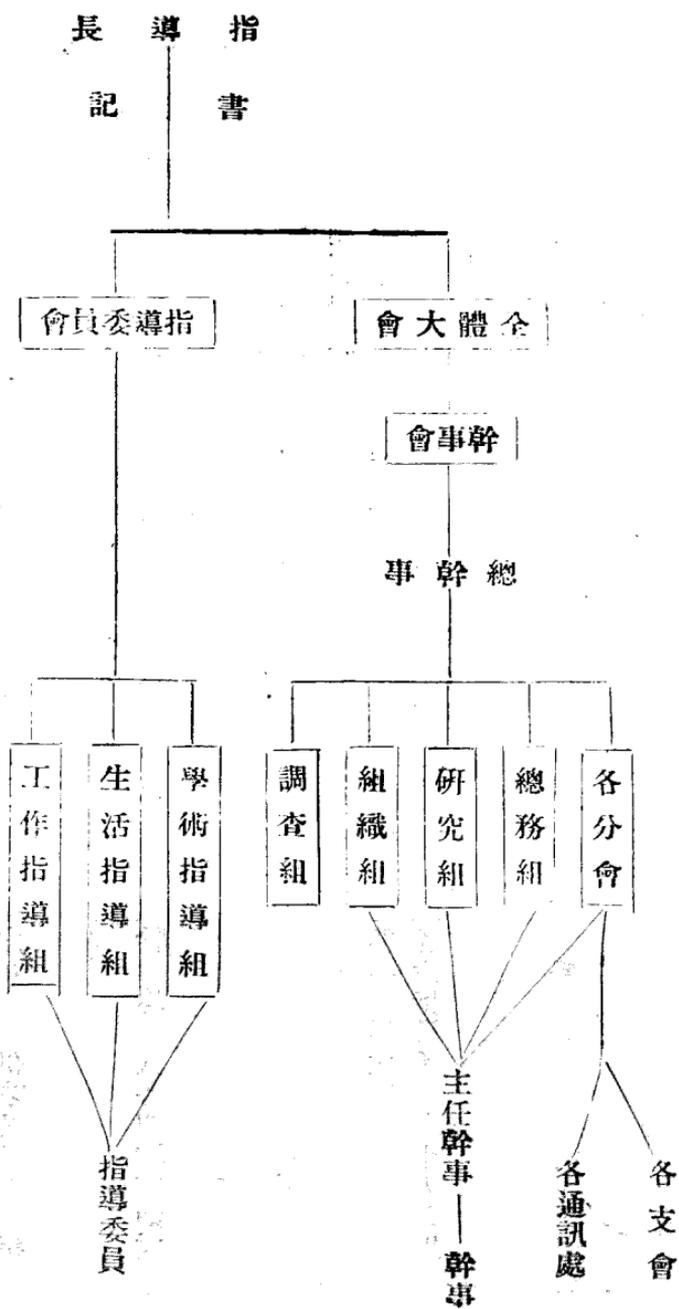 指導長
書記
全體大會
指導委員會
幹事會
總幹事
各分會
總務組
研究組
組織組
調查組
學術指導組
生活指導組
工作指導組
各支會
各通訊處
主任幹事——幹事
指導委員